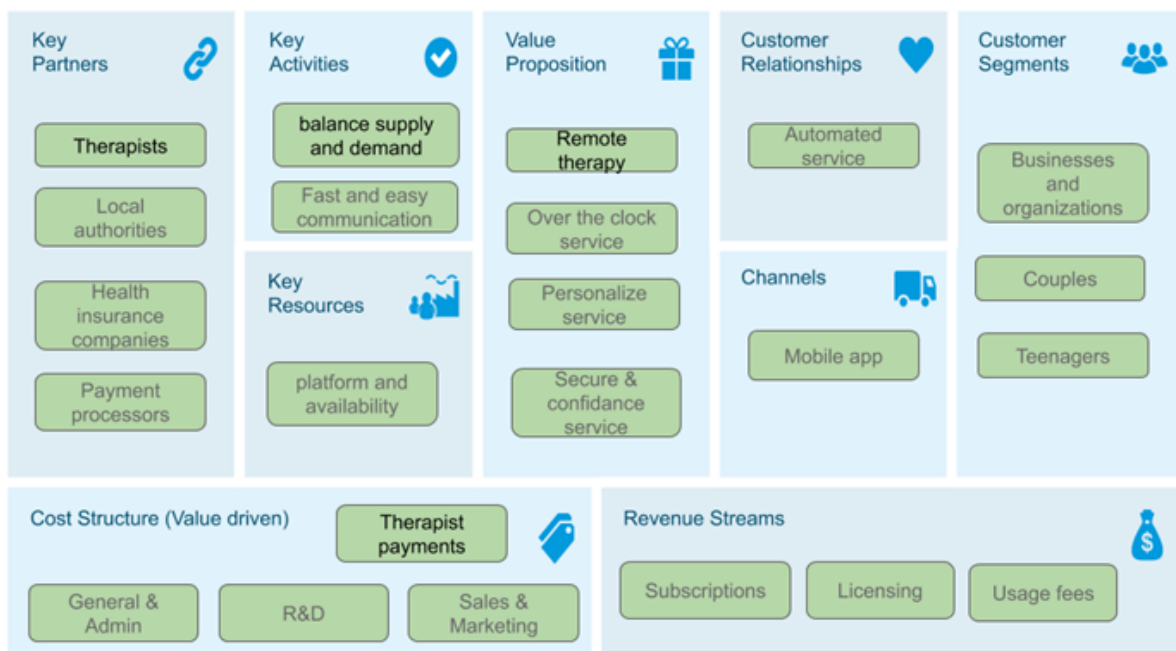 Key
Partners
Therapists
Local
authorities
Health
insurance
companies
Payment
processors
Key
Activities
balance supply
and demand
Fast and easy
communication
Key
Resources
platform and
availability
Value
Proposition
Remote
therapy
Over the clock
service
Personalize
service
Secure &
confidance
service
Customer
Relationships
Automated
service
Channels
Mobile app
Customer
Segments
Businesses
and
organizations
Couples
Teenagers
Cost Structure (Value driven)
Therapist
payments
General &
Admin
R&D
Sales &
Marketing
Revenue Streams
$
Subscriptions
Licensing
Usage fees